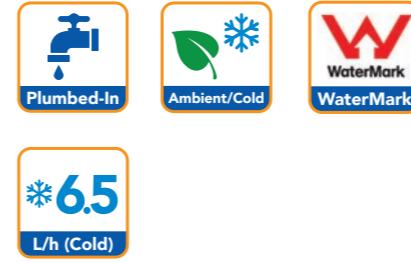 Plumbed-In
Ambient/Cold
WaterMark
WaterMark
6.5
L/h (Cold)